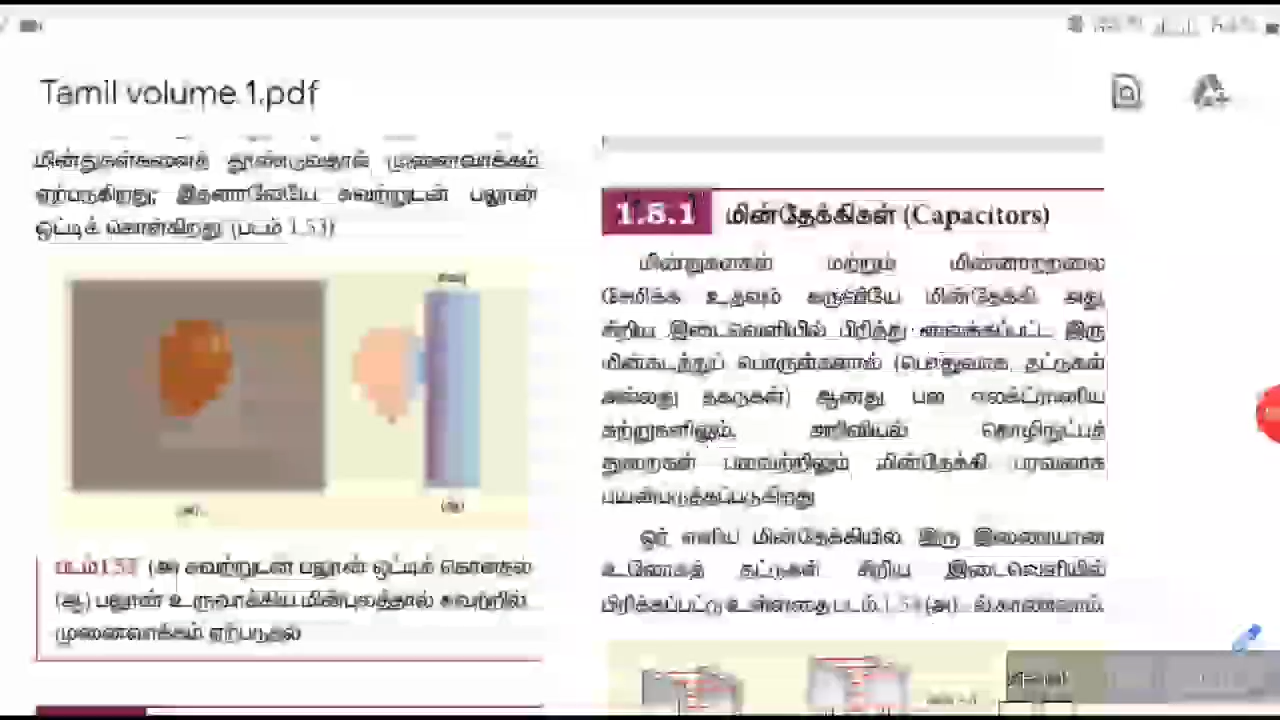 Tamil volume 1.pdf
மின்துகள்களைத் தூண்டுவதால் முனைவாக்கம்
ஏற்படுகிறது; இதனாலேயே சுவற்றுடன் பலூன்
ஒட்டிக் கொள்கிறது (படம் 1.53)
படம் 1.53 (அ) சுவற்றுடன் பலூன் ஒட்டிக் கொள்தல்
(ஆ) பலூன் உருவாக்கிய மின்புலத்தால் சுவற்றில்
முனைவாக்கம் ஏற்படுதல்
1.8.1 மின்தேக்கிகள் (Capacitors)
மின்துகள்கள் மற்றும் மின்னாற்றலை
சேமிக்க உதவும் கருவியே மின்தேக்கி அது
சிறிய இடைவெளியில் பிரித்து வைக்கப்பட்ட இரு
மின்கடத்துப் பொருள்களால் (பொதுவாக, தட்டுகள்
அல்லது தகடுகள்) ஆனது பல எலக்ட்ரானிய
சுற்றுகளிலும், அறிவியல் தொழிநுட்பத்
துறைகள் பலவற்றிலும் மின்தேக்கி பரவலாக
பயன்படுத்தப்படுகிறது
ஓர் எளிய மின்தேக்கியில் இரு இணையான
உலோகத் தட்டுகள் சிறிய இடைவெளியில்
பிரிக்கப்பட்டு உள்ளதை படம் 1.54 (அ) ல் காணலாம்.